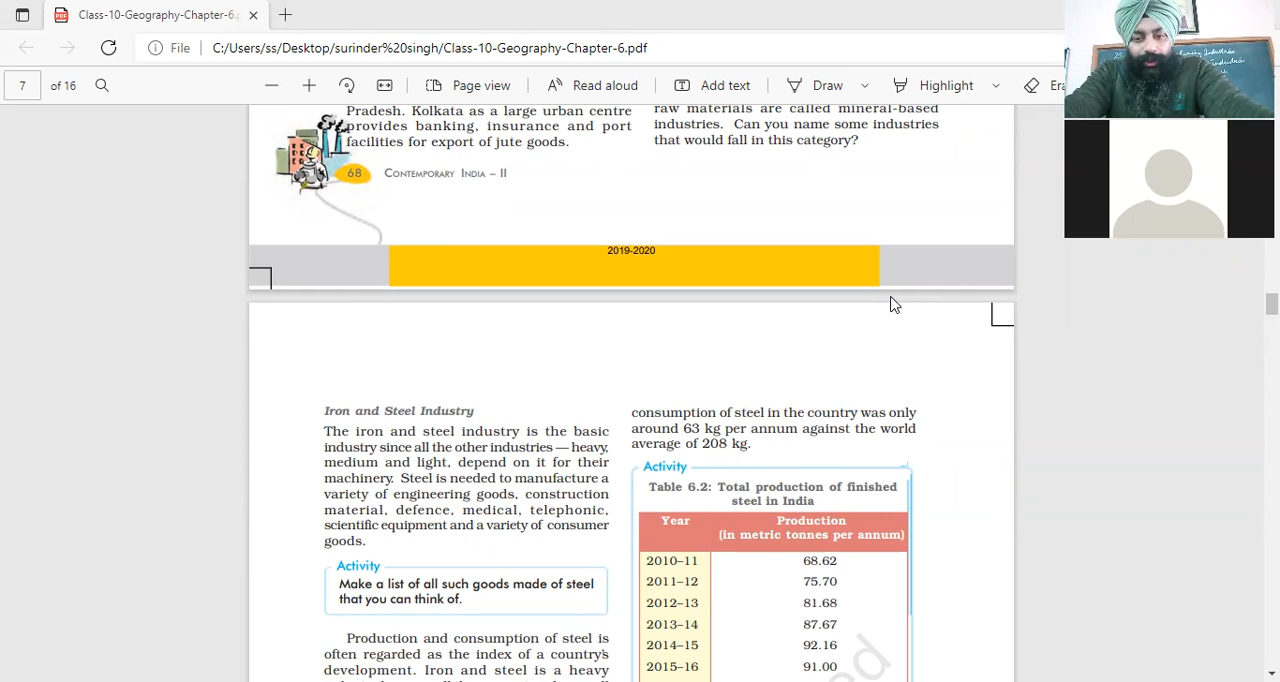 Class-10-Geography-Chapter-6.p
File
C:/Users/ss/Desktop/surinder%20singh/Class-10-Geography-Chapter-6.pdf
7 of 16
Page view
Read aloud
Add text
Draw
Highlight
Era
Pradesh. Kolkata as a large urban centre
provides banking, insurance and port
facilities for export of jute goods.
68 CONTEMPORARY INDIA – II
raw materials are called mineral-based
industries. Can you name some industries
that would fall in this category?
2019-2020
Iron and Steel Industry
The iron and steel industry is the basic
industry since all the other industries — heavy,
medium and light, depend on it for their
machinery. Steel is needed to manufacture a
variety of engineering goods, construction
material, defence, medical, telephonic,
scientific equipment and a variety of consumer
goods.
Activity
Make a list of all such goods made of steel
that you can think of.
Production and consumption of steel is
often regarded as the index of a country's
development. Iron and steel is a heavy
consumption of steel in the country was only
around 63 kg per annum against the world
average of 208 kg.
Activity
Table 6.2: Total production of finished
steel in India
Year Production
(in metric tonnes per annum)
2010–11 68.62
2011–12 75.70
2012–13 81.68
2013–14 87.67
2014–15 92.16
2015–16 91.00